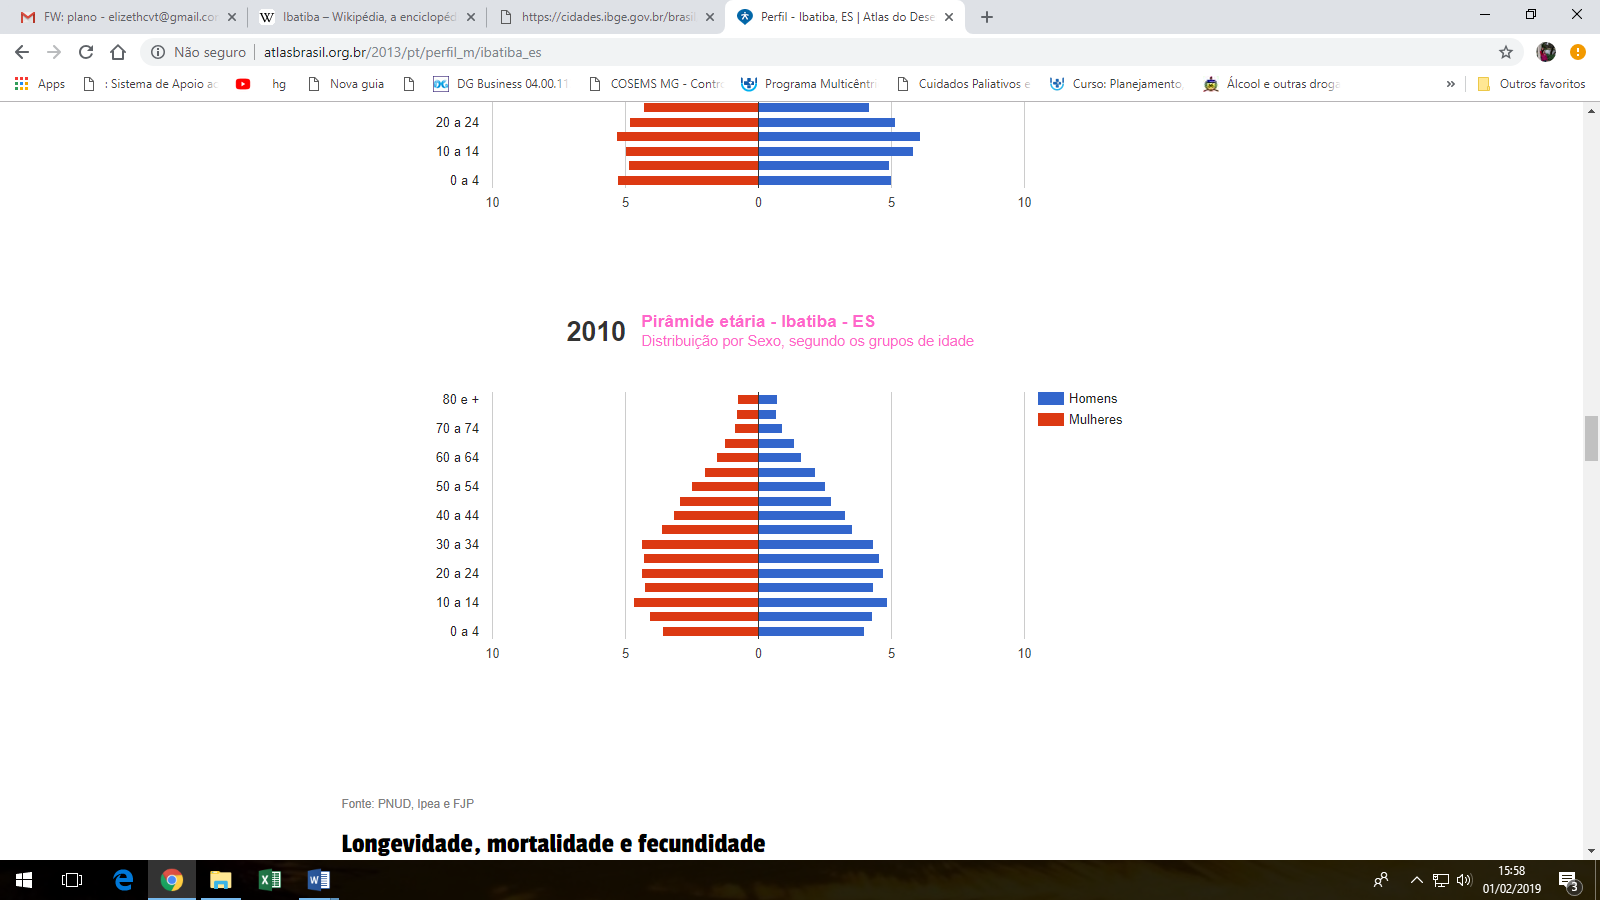 FW: plano - elizethcvt@gmail.com
Ibatiba – Wikipédia, a enciclopéd
https://cidades.ibge.gov.br/brasil
Perfil - Ibatiba, ES | Atlas do Dese
Não seguro
atlasbrasil.org.br/2013/pt/perfil_m/ibatiba_es
Apps
: Sistema de Apoio ao
hg
Nova guia
DG Business 04.00.11
COSEMS MG - Contro
Programa Multicêntri
Cuidados Paliativos e
Curso: Planejamento
Álcool e outras droga
»
Outros favoritos
20 a 24
10 a 14
0 a 4
10 5 0 5 10
2010
Pirâmide etária - Ibatiba - ES
Distribuição por Sexo, segundo os grupos de idade
80 e +
70 a 74
60 a 64
50 a 54
40 a 44
30 a 34
20 a 24
10 a 14
0 a 4
10 5 0 5 10
Homens
Mulheres
Fonte: PNUD, Ipea e FJP
Longevidade, mortalidade e fecundidade
15:58
01/02/2019
3